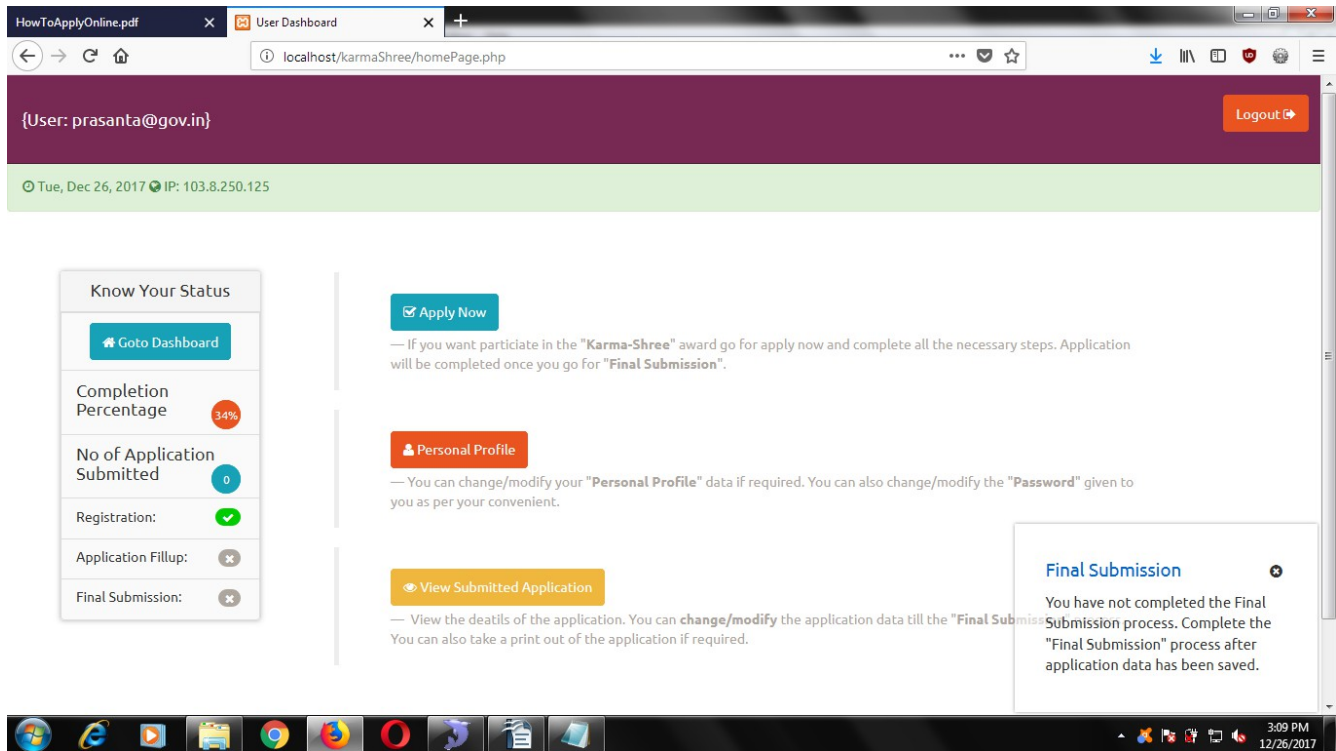 HowToApplyOnline.pdf
User Dashboard
localhost/karmaShree/homePage.php
{User: prasanta@gov.in}
Logout
Tue, Dec 26, 2017 IP: 103.8.250.125
Know Your Status
Goto Dashboard
Completion
Percentage
34%
No of Application
Submitted
0
Registration:
Application Fillup:
Final Submission:
Apply Now
— If you want particiate in the "Karma-Shree" award go for apply now and complete all the necessary steps. Application
will be completed once you go for "Final Submission".
Personal Profile
— You can change/modify your "Personal Profile" data if required. You can also change/modify the "Password" given to
you as per your convenient.
View Submitted Application
— View the deatils of the application. You can change/modify the application data till the "Final Submission
You can also take a print out of the application if required.
Final Submission
You have not completed the Final
Submission process. Complete the
"Final Submission" process after
application data has been saved.
3:09 PM
12/26/2017